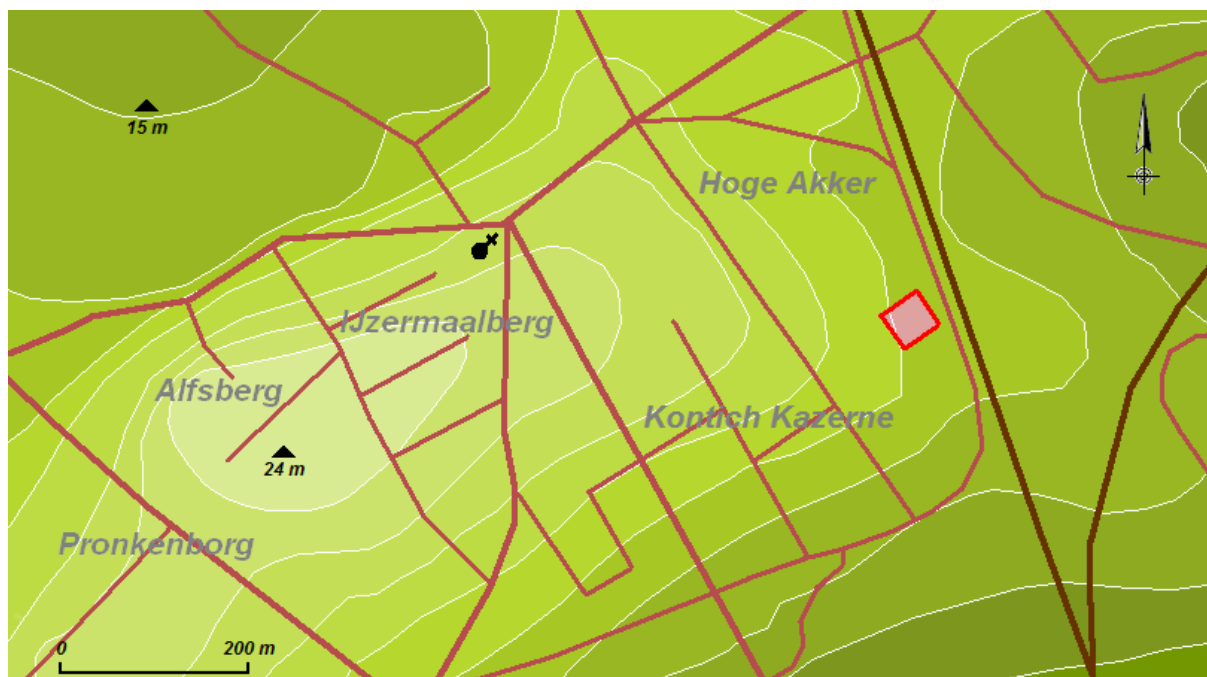 15 m
Hoge Akker
IJzermaalberg
Alfsberg
Kontich Kazerne
24 m
Pronkenborg
0 200 m